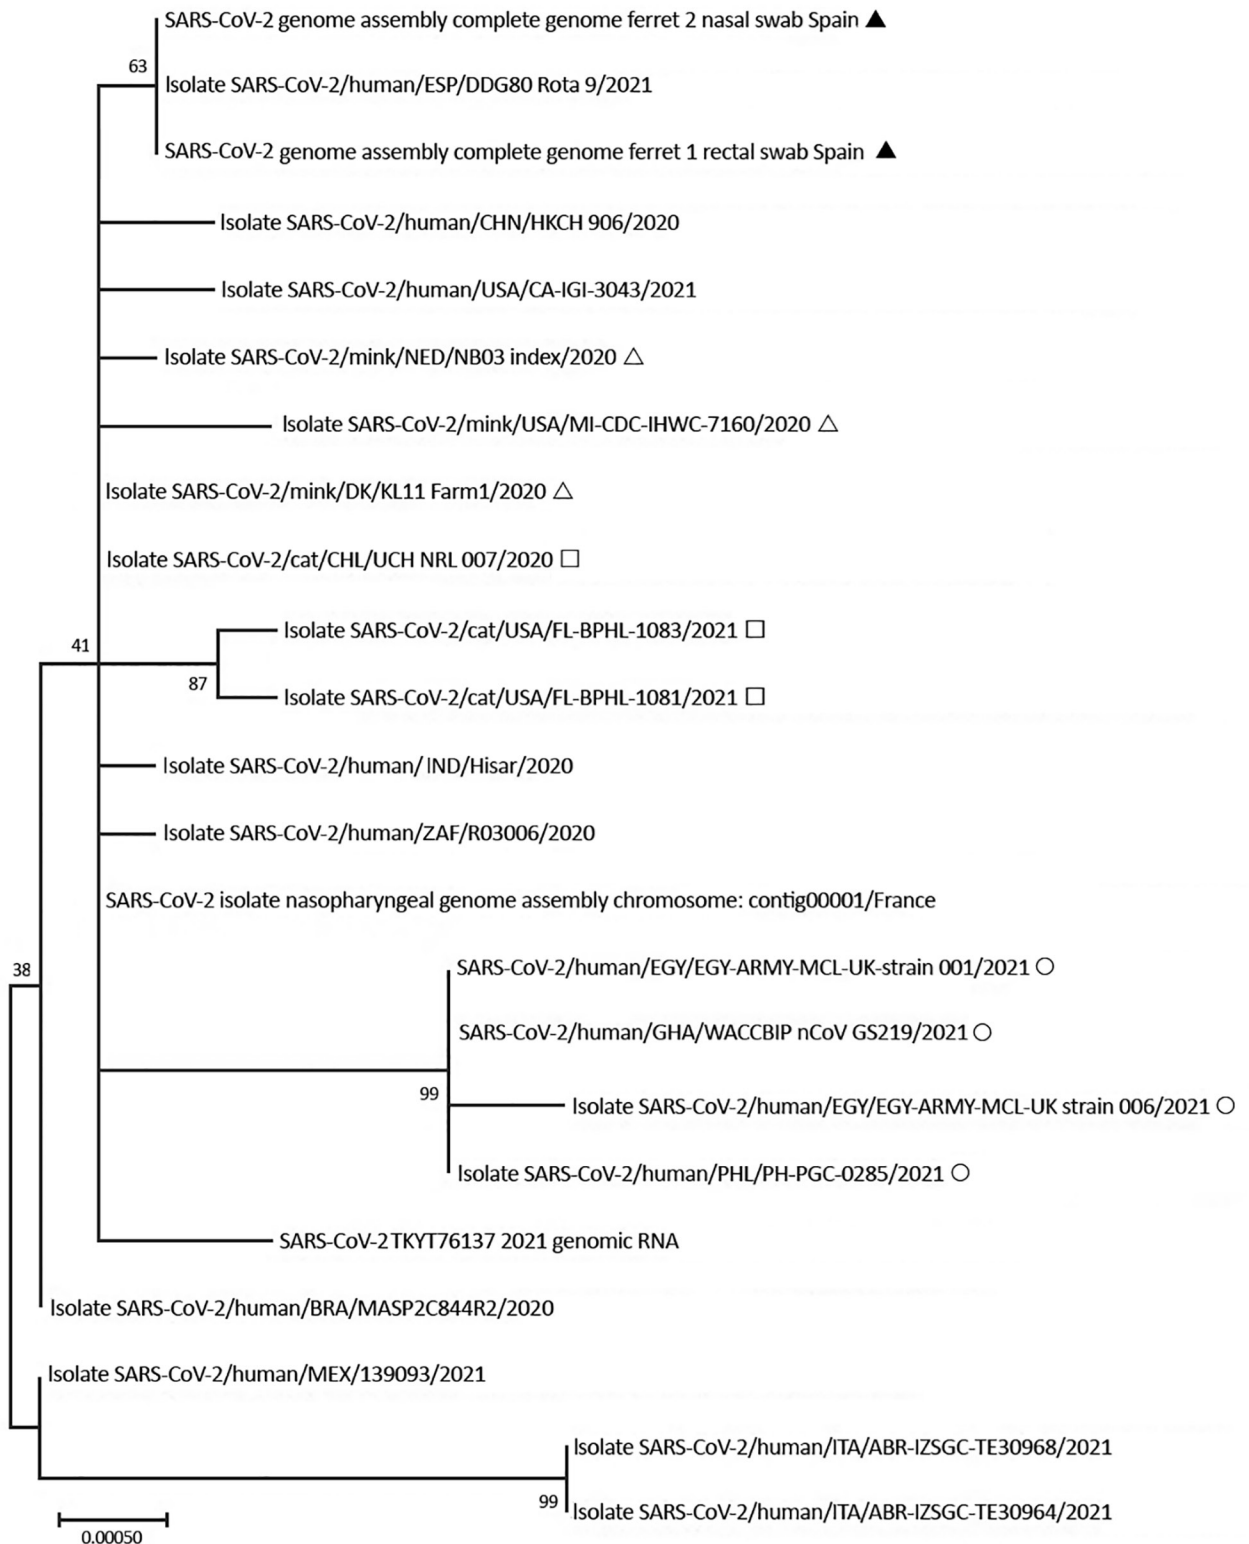 SARS-CoV-2 genome assembly complete genome ferret 2 nasal swab Spain ▲
63
Isolate SARS-CoV-2/human/ESP/DDG80 Rota 9/2021
SARS-CoV-2 genome assembly complete genome ferret 1 rectal swab Spain ▲
Isolate SARS-CoV-2/human/CHN/HKCH 906/2020
Isolate SARS-CoV-2/human/USA/CA-IGI-3043/2021
Isolate SARS-CoV-2/mink/NED/NB03 index/2020 △
Isolate SARS-CoV-2/mink/USA/MI-CDC-IHWC-7160/2020 △
Isolate SARS-CoV-2/mink/DK/KL11 Farm1/2020 △
Isolate SARS-CoV-2/cat/CHL/UCH NRL 007/2020 □
Isolate SARS-CoV-2/cat/USA/FL-BPHL-1083/2021 □
41
87
Isolate SARS-CoV-2/cat/USA/FL-BPHL-1081/2021 □
Isolate SARS-CoV-2/human/ IND/Hisar/2020
Isolate SARS-CoV-2/human/ZAF/R03006/2020
SARS-CoV-2 isolate nasopharyngeal genome assembly chromosome: contig00001/France
38
SARS-CoV-2/human/EGY/EGY-ARMY-MCL-UK-strain 001/2021 ○
SARS-CoV-2/human/GHA/WACCBIP nCoV GS219/2021 ○
99
Isolate SARS-CoV-2/human/EGY/EGY-ARMY-MCL-UK strain 006/2021 ○
Isolate SARS-CoV-2/human/PHL/PH-PGC-0285/2021 ○
SARS-CoV-2 TKYT76137 2021 genomic RNA
Isolate SARS-CoV-2/human/BRA/MASP2C844R2/2020
Isolate SARS-CoV-2/human/MEX/139093/2021
Isolate SARS-CoV-2/human/ITA/ABR-IZSGC-TE30968/2021
99
Isolate SARS-CoV-2/human/ITA/ABR-IZSGC-TE30964/2021
0.00050